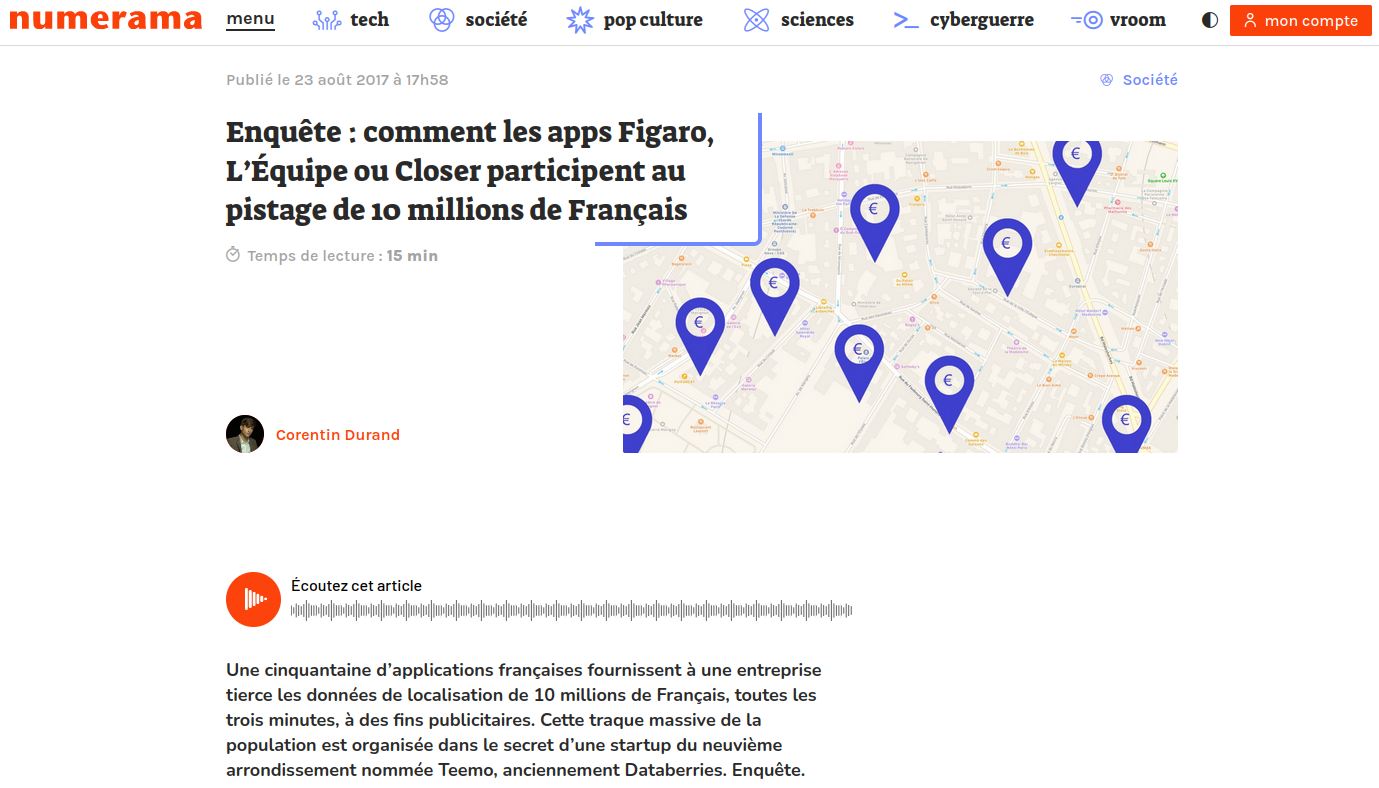 numerama
menu
tech
société
pop culture
sciences
cyberguerre
vroom
mon compte
Publié le 23 août 2017 à 17h58
Société
Enquête : comment les apps Figaro,
L’Équipe ou Closer participent au
pistage de 10 millions de Français
Temps de lecture : 15 min
€
€
€
€
€
€
€
€
€
Corentin Durand
Écoutez cet article
Une cinquantaine d’applications françaises fournissent à une entreprise
tierce les données de localisation de 10 millions de Français, toutes les
trois minutes, à des fins publicitaires. Cette traque massive de la
population est organisée dans le secret d’une startup du neuvième
arrondissement nommée Teemo, anciennement Databerries. Enquête.